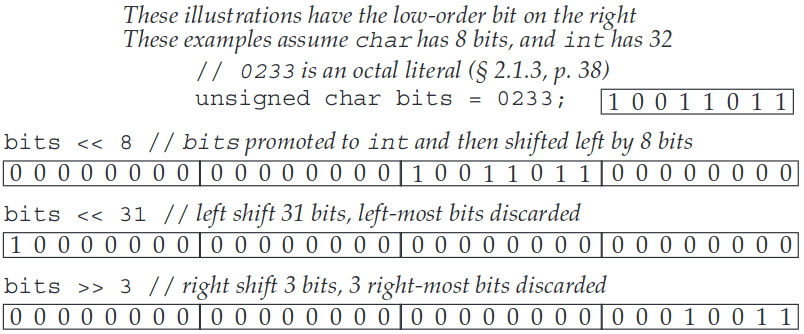 These illustrations have the low-order bit on the right
These examples assume char has 8 bits, and int has 32
// 0233 is an octal literal (§ 2.1.3, p. 38)
unsigned char bits = 0233; 1 0 0 1 1 0 1 1
bits << 8 // bits promoted to int and then shifted left by 8 bits
0 0 0 0 0 0 0 0 0 0 0 0 0 0 0 0 1 0 0 1 1 0 1 1 0 0 0 0 0 0 0 0
bits << 31 // left shift 31 bits, left-most bits discarded
1 0 0 0 0 0 0 0 0 0 0 0 0 0 0 0 0 0 0 0 0 0 0 0 0 0 0 0 0 0 0 0
bits >> 3 // right shift 3 bits, 3 right-most bits discarded
0 0 0 0 0 0 0 0 0 0 0 0 0 0 0 0 0 0 0 0 0 0 0 0 0 0 0 1 0 0 1 1